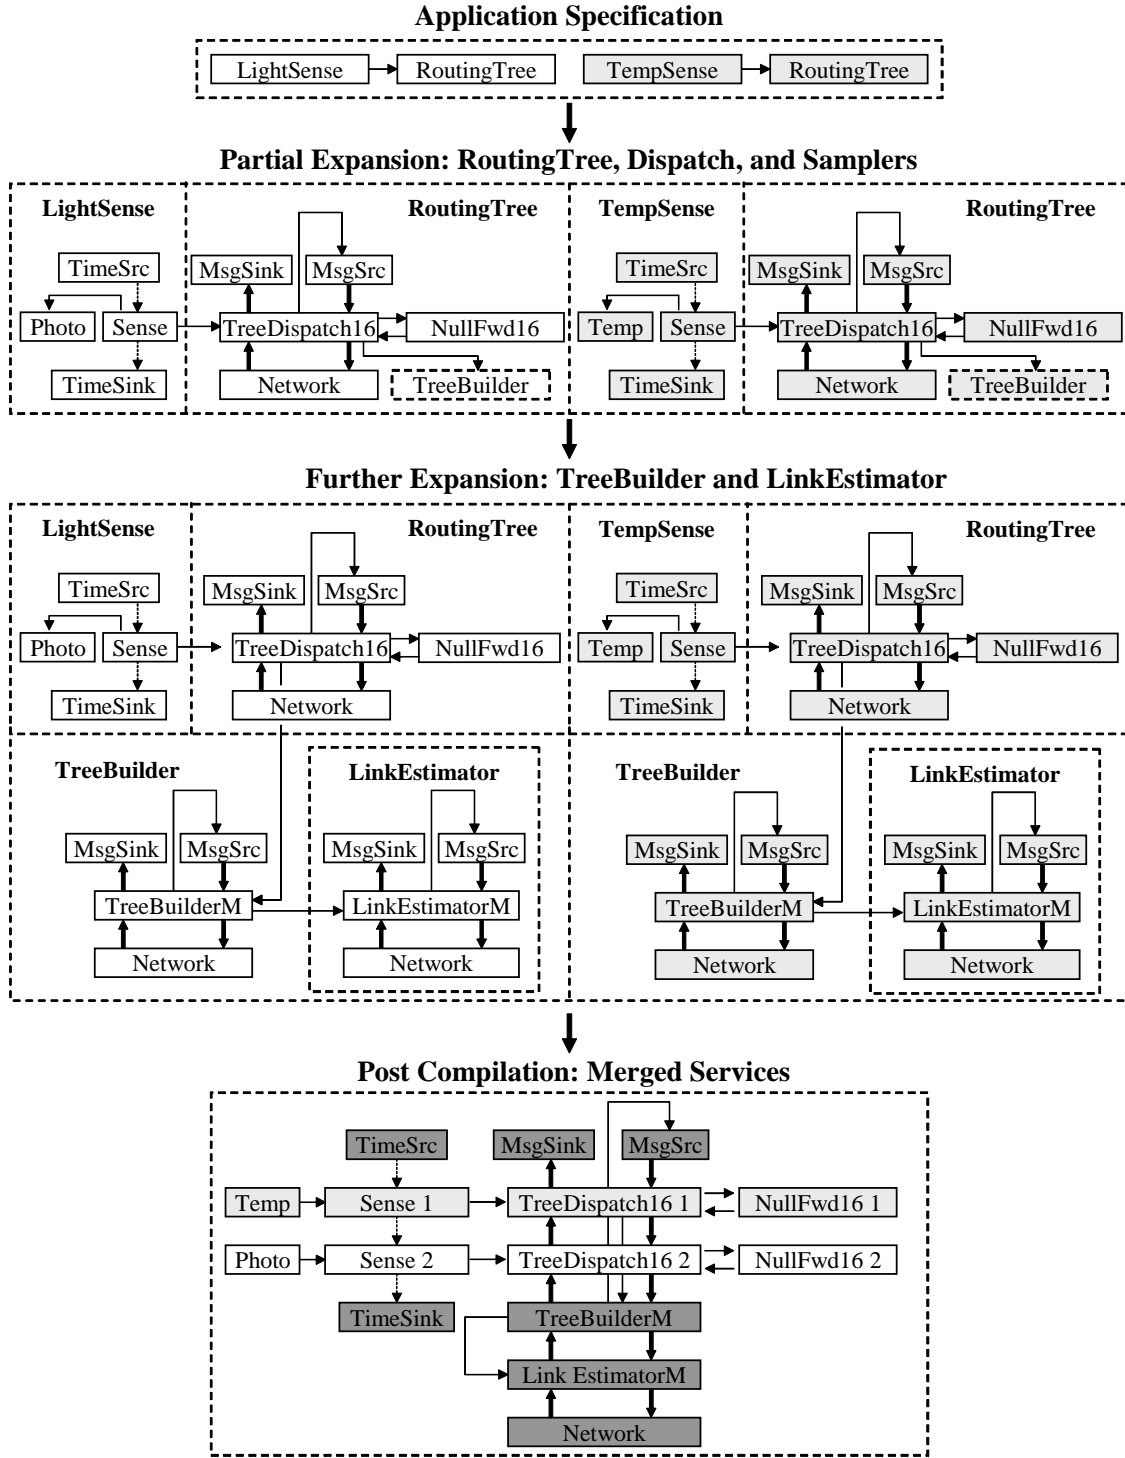 Application Specification
LightSense RoutingTree TempSense RoutingTree
Partial Expansion: RoutingTree, Dispatch, and Samplers
LightSense RoutingTree TempSense RoutingTree
TimeSrc MsgSink MsgSrc TimeSrc MsgSink MsgSrc
Photo Sense TreeDispatch16 NullFwd16 Temp Sense TreeDispatch16 NullFwd16
TimeSink Network TreeBuilder TimeSink Network TreeBuilder
Further Expansion: TreeBuilder and LinkEstimator
LightSense RoutingTree TempSense RoutingTree
TimeSrc MsgSink MsgSrc TimeSrc MsgSink MsgSrc
Photo Sense TreeDispatch16 NullFwd16 Temp Sense TreeDispatch16 NullFwd16
TimeSink Network TimeSink Network
TreeBuilder LinkEstimator TreeBuilder LinkEstimator
MsgSink MsgSrc MsgSink MsgSrc MsgSink MsgSrc MsgSink MsgSrc
TreeBuilderM LinkEstimatorM TreeBuilderM LinkEstimatorM
Network Network Network Network
Post Compilation: Merged Services
TimeSrc MsgSink MsgSrc
Temp Sense 1 TreeDispatch16 1 NullFwd16 1
Photo Sense 2 TreeDispatch16 2 NullFwd16 2
TimeSink TreeBuilderM
Link EstimatorM
Network